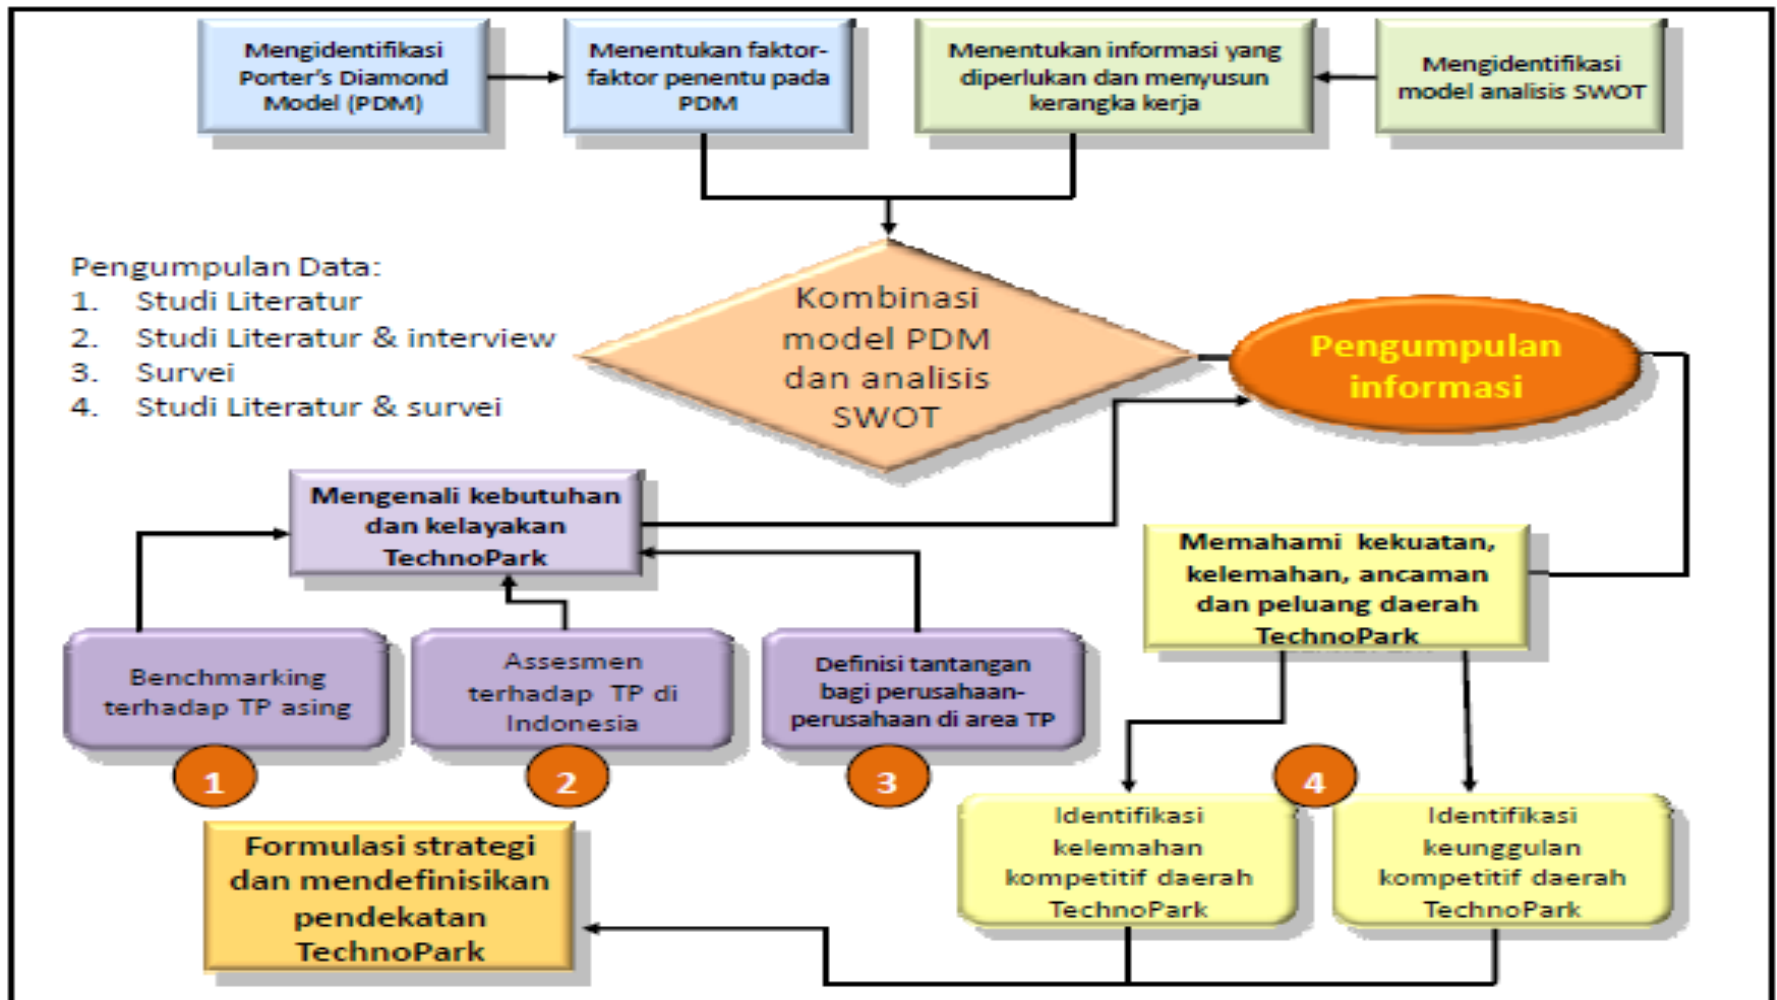 Mengidentifikasi
Porter's Diamond
Model (PDM)
Menentukan faktor-
faktor penentu pada
PDM
Menentukan informasi yang
diperlukan dan menyusun
kerangka kerja
Mengidentifikasi
model analisis SWOT
Pengumpulan Data:
1. Studi Literatur
2. Studi Literatur & interview
3. Survei
4. Studi Literatur & survei
Kombinasi
model PDM
dan analisis
SWOT
Pengumpulan
informasi
Mengenali kebutuhan
dan kelayakan
TechnoPark
Memahami kekuatan,
kelemahan, ancaman
dan peluang daerah
TechnoPark
Benchmarking
terhadap TP asing
Assesmen
terhadap TP di
Indonesia
Definisi tantangan
bagi perusahaan-
perusahaan di area TP
1
2
3
4
Identifikasi
kelemahan
kompetitif daerah
TechnoPark
Identifikasi
keunggulan
kompetitif daerah
TechnoPark
Formulasi strategi
dan mendefinisikan
pendekatan
TechnoPark